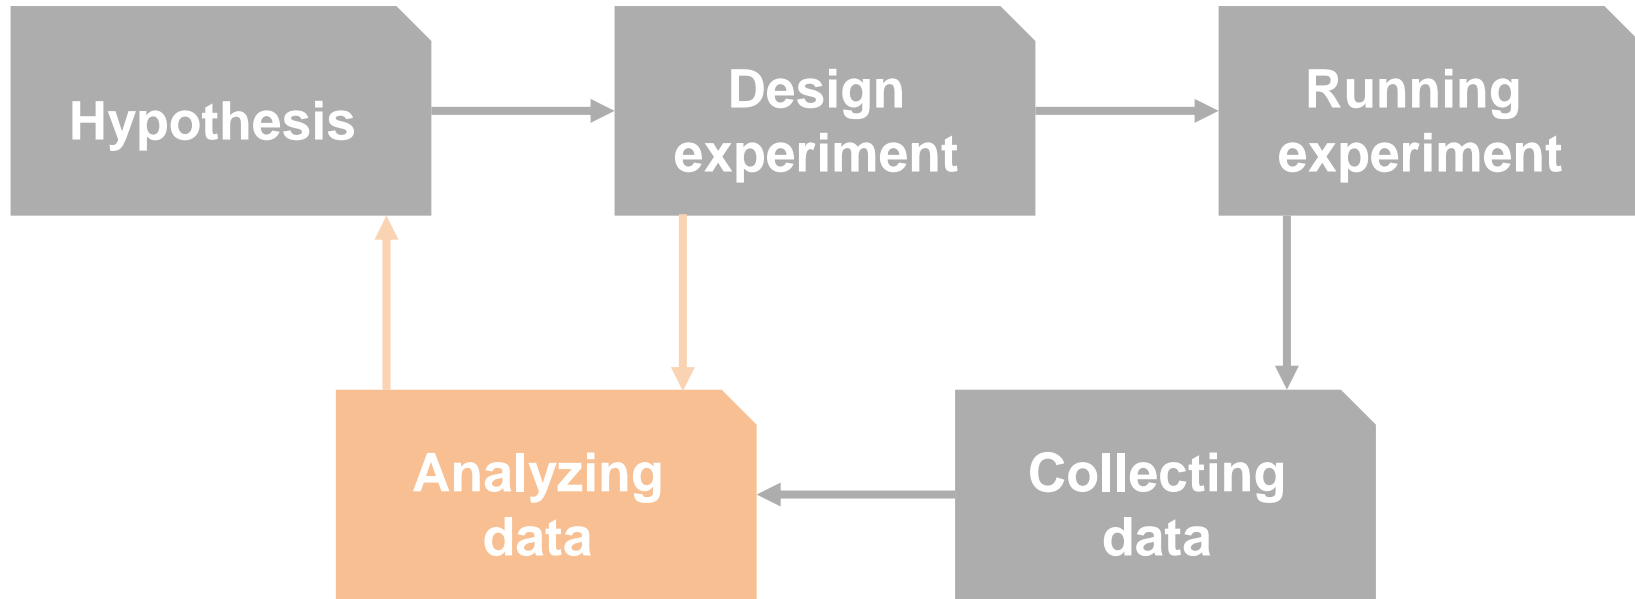 Hypothesis
Design
experiment
Running
experiment
Analyzing
data
Collecting
data